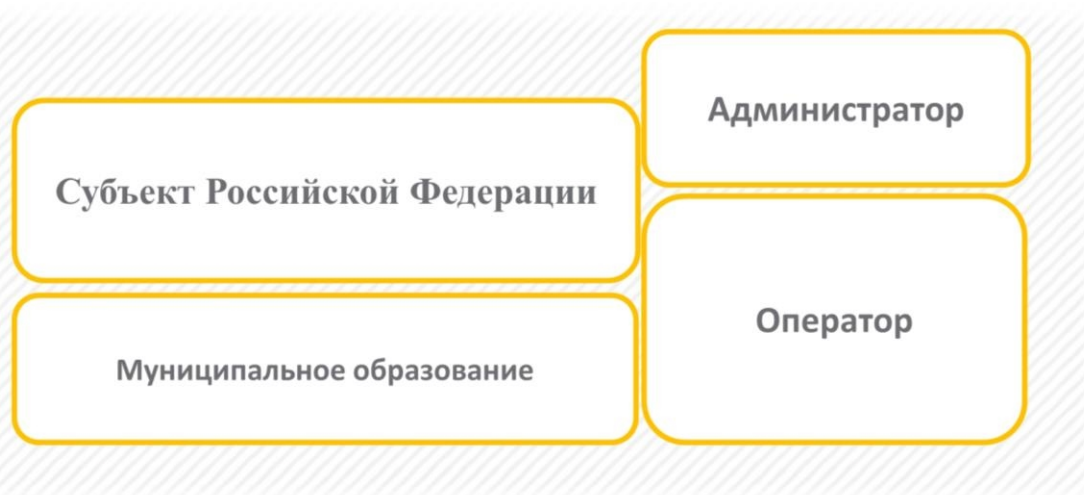 Администратор
Субъект Российской Федерации
Оператор
Муниципальное образование